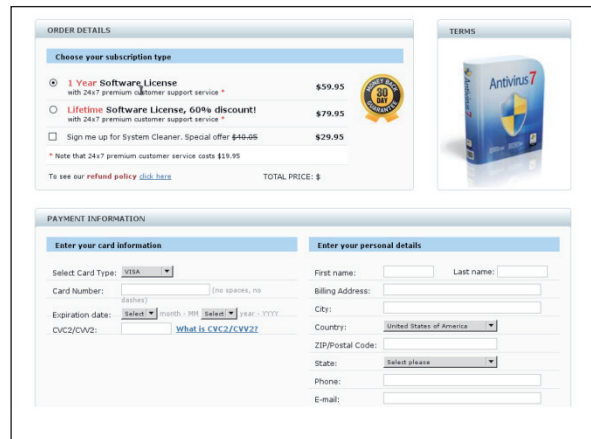 ORDER DETAILS
Choose your subscription type
1 Year Software License
with 24x7 premium customer support service *
$59.95
Lifetime Software License, 60% discount!
with 24x7 premium customer support service *
$79.95
Sign me up for System Cleaner. Special offer $40.05
$29.95
* Note that 24x7 premium customer service costs $19.95
To see our refund policy click here
TOTAL PRICE: $
MONEY BACK
30
DAY
GUARANTEE
TERMS
Antivirus 7
Antivirus 7
PAYMENT INFORMATION
Enter your card information
Select Card Type: VISA
Card Number: (no spaces, no
dashes)
Expiration date: Select month - MM Select year - YYYY
CVC2/CVV2: What is CVC2/CVV2?
Enter your personal details
First name: Last name:
Billing Address:
City:
Country: United States of America
ZIP/Postal Code:
State: Select please
Phone:
E-mail: